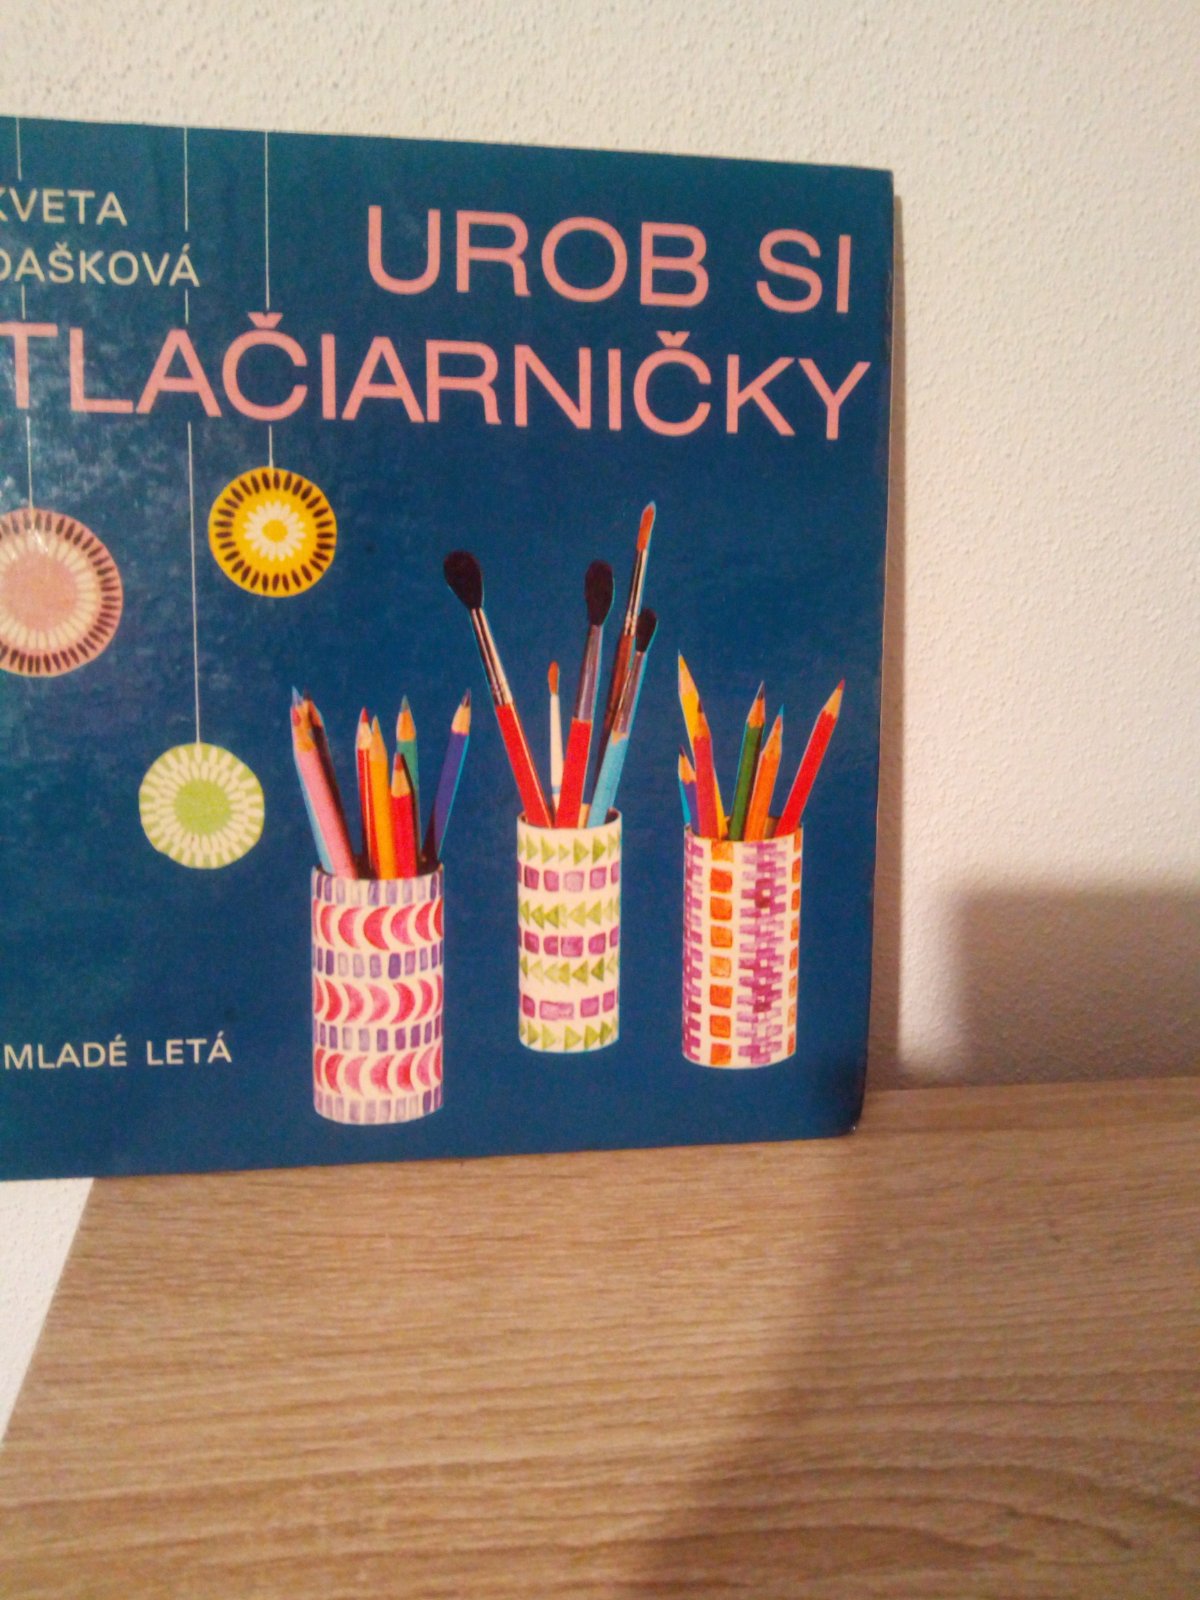 KVETA
DAŠKOVÁ
UROB SI
TLAČIARNIČKY
MLADÉ LETÁ